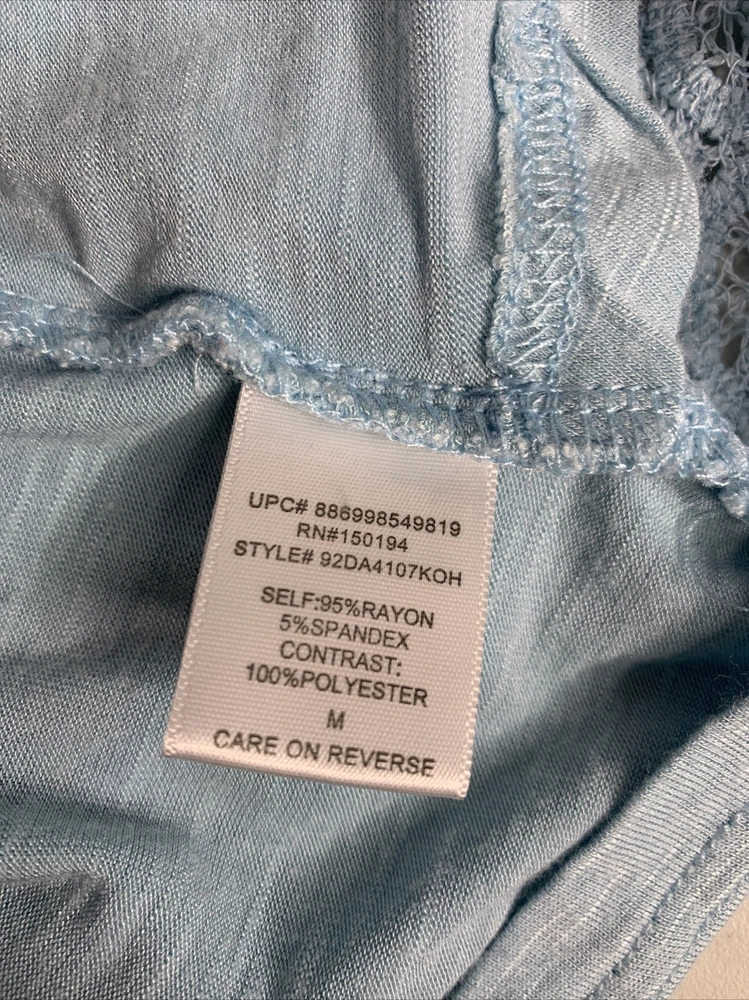 UPC# 886998549819
RN#150194
STYLE# 92DA4107KOH
SELF:95%RAYON
5%SPANDEX
CONTRAST:
100%POLYESTER
M
CARE ON REVERSE